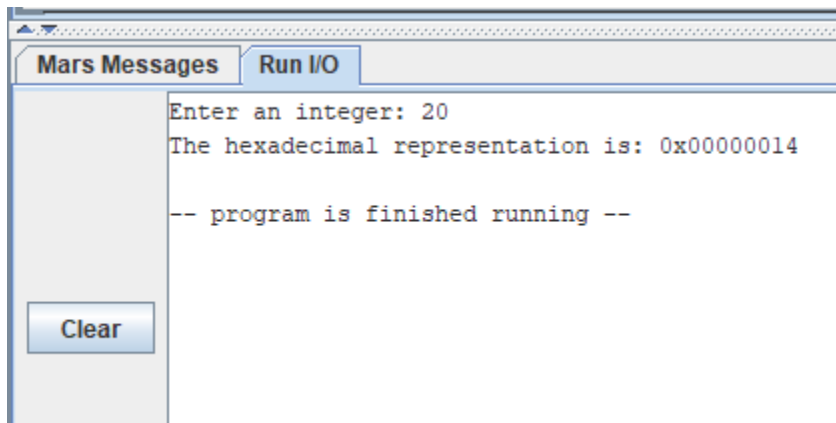 Mars Messages Run I/O
Enter an integer: 20
The hexadecimal representation is: 0x00000014
-- program is finished running --
Clear